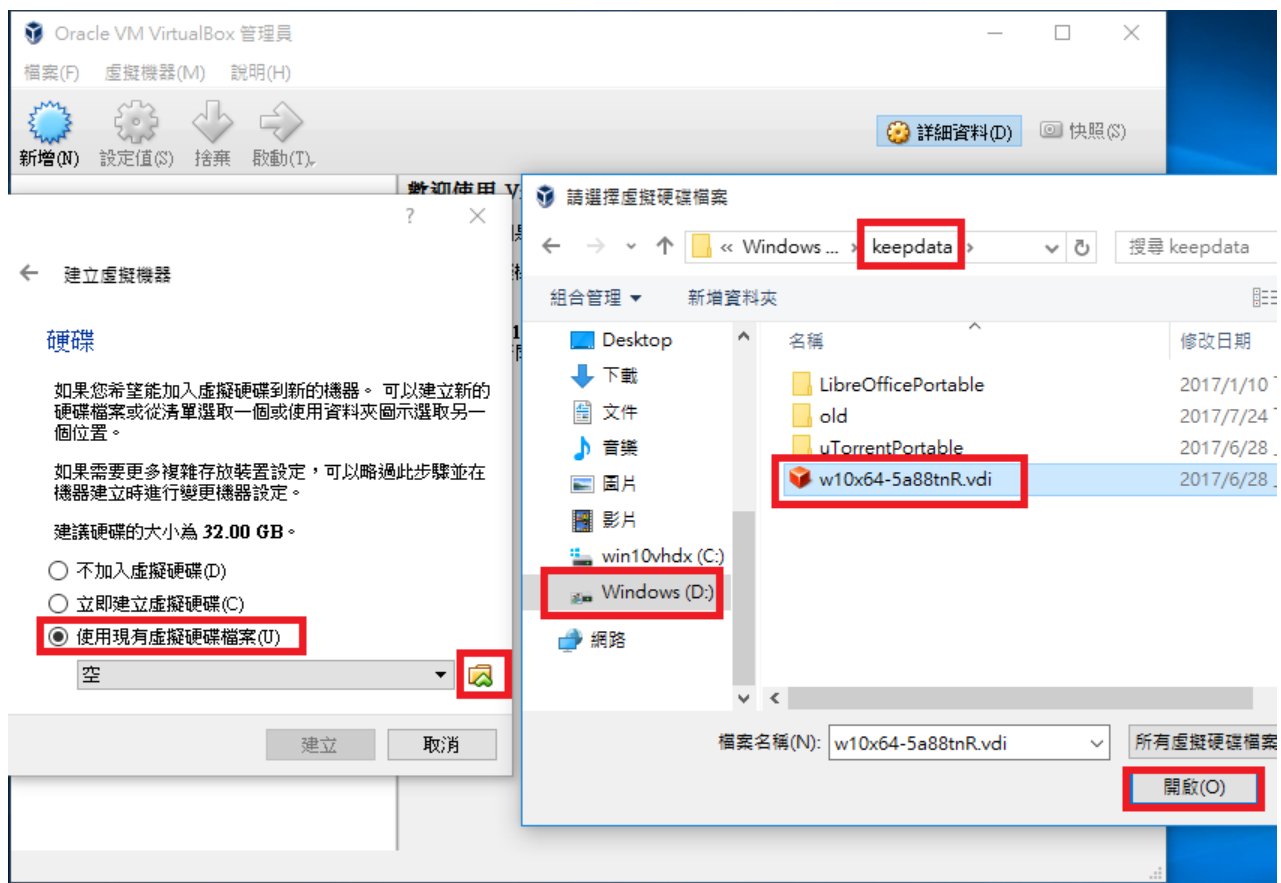 Oracle VM VirtualBox 管理員
檔案(F) 虛擬機器(M) 說明(H)
新增(N) 設定值(S) 捨棄 啟動(T)
詳細資料(D) 快照(S)
歡迎使用 V
?
建立虛擬機器
硬碟
如果您希望能加入虛擬硬碟到新的機器。可以建立新的
硬碟檔案或從清單選取一個或使用資料夾圖示選取另一
個位置。
如果需要更多複雜存放裝置設定，可以略過此步驟並在
機器建立時進行變更機器設定。
建議硬碟的大小為 32.00 GB。
不加入虛擬硬碟(D)
立即建立虛擬硬碟(C)
使用現有虛擬硬碟檔案(U)
空
建立 取消
請選擇虛擬硬碟檔案
« Windows ... › keepdata › 搜尋 keepdata
組合管理 新增資料夾
Desktop
下載
文件
音樂
圖片
影片
win10vhdx (C:)
Windows (D:)
網路
名稱 修改日期
LibreOfficePortable 2017/1/10
old 2017/7/24
uTorrentPortable 2017/6/28
w10x64-5a88tnR.vdi 2017/6/28
檔案名稱(N): w10x64-5a88tnR.vdi 所有虛擬硬碟檔案
開啟(O)